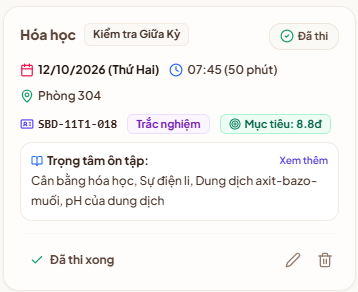 Hóa học Kiểm tra Giữa Kỳ Đã thi
12/10/2026 (Thứ Hai) 07:45 (50 phút)
Phòng 304
SBD-11T1-018 Trắc nghiệm Mục tiêu: 8.8đ
Trọng tâm ôn tập: Xem thêm
Cân bằng hóa học, Sự điện li, Dung dịch axit-bazo-
muối, pH của dung dịch
Đã thi xong